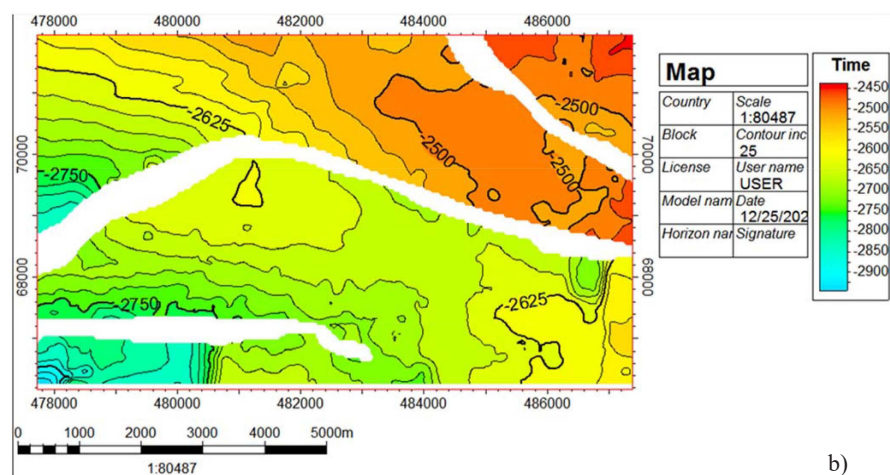 478000 480000 482000 484000 486000
70000
68000
-2625
-2500
-2500
-2500
-2750
-2750
-2625
70000
68000
478000 480000 482000 484000 486000
0 1000 2000 3000 4000 5000m
1:80487
Map
Country Scale
1:80487
Block Contour inc
25
License User name
USER
Model nam Date
12/25/202
Horizon nar Signature
Time
-2450
-2500
-2550
-2600
-2650
-2700
-2750
-2800
-2850
-2900
b)